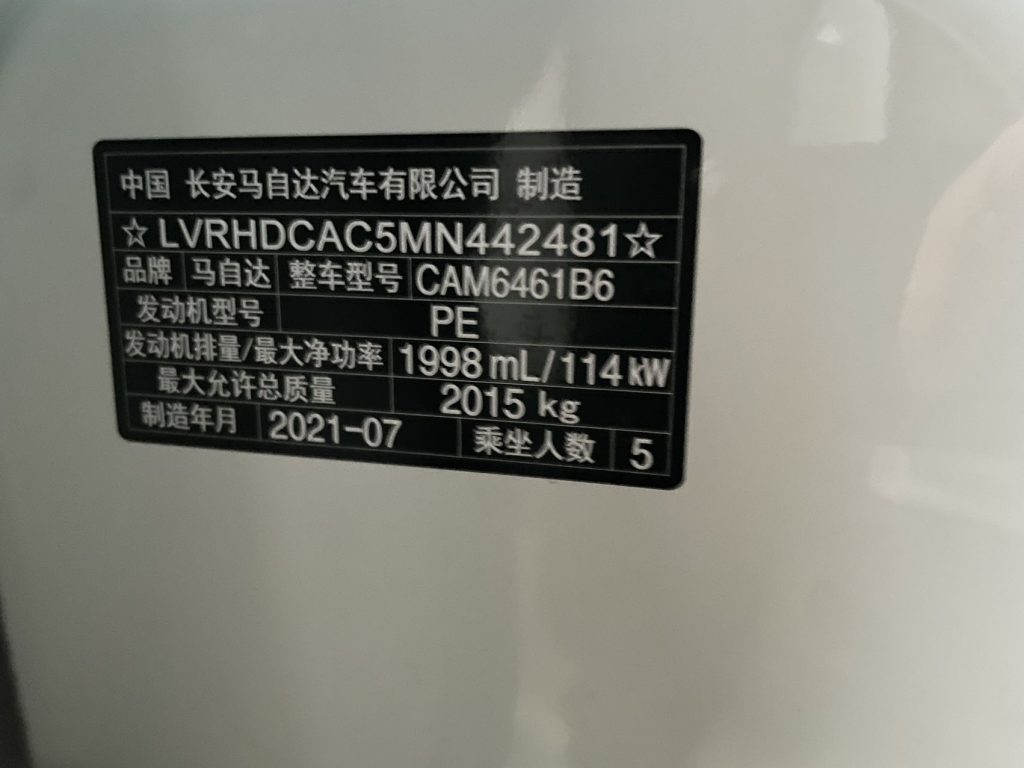 中国 长安马自达汽车有限公司 制造
☆LVRHDCAC5MN442481☆
品牌 马自达 整车型号 CAM6461B6
发动机型号 PE
发动机排量/最大净功率 1998 mL/114 kW
最大允许总质量 2015 kg
制造年月 2021-07 乘坐人数 5